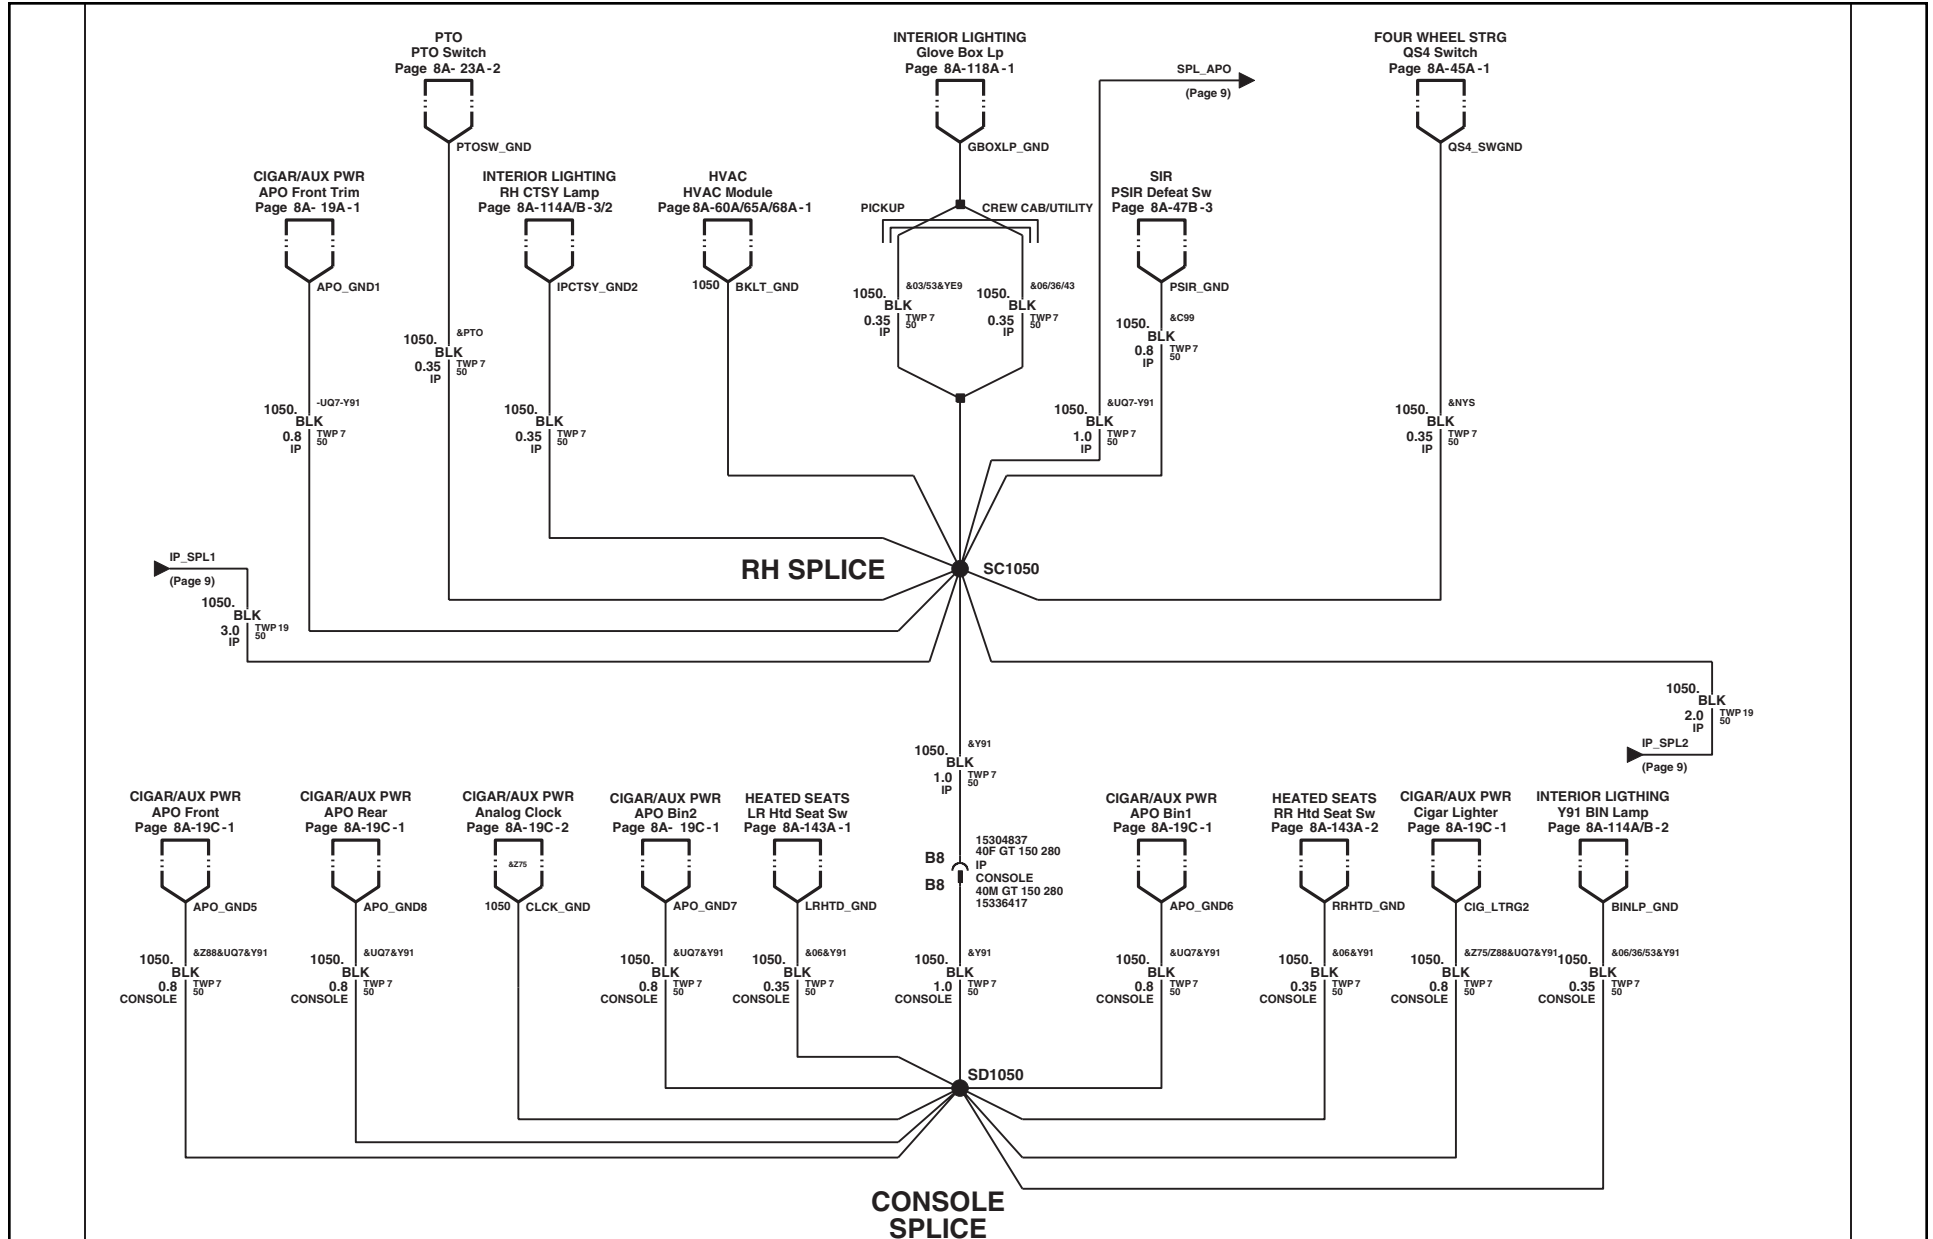 PTO
PTO Switch
Page 8A- 23A-2
PTOSW_GND
INTERIOR LIGHTING
Glove Box Lp
Page 8A-118A-1
GBOXLP_GND
SPL_APO
(Page 9)
FOUR WHEEL STRG
QS4 Switch
Page 8A-45A-1
QS4_SWGND
CIGAR/AUX PWR
APO Front Trim
Page 8A- 19A-1
APO_GND1
INTERIOR LIGHTING
RH CTSY Lamp
Page 8A-114A/B-3/2
IPCTSY_GND2
HVAC
HVAC Module
Page 8A-60A/65A/68A-1
1050 BKLT_GND
PICKUP
CREW CAB/UTILITY
SIR
PSIR Defeat Sw
Page 8A-47B-3
PSIR_GND
1050. &03/53&YE9
BLK
0.35 TWP 7
IP 50
1050. &06/36/43
BLK
0.35 TWP 7
IP 50
1050. &C99
BLK
0.8 TWP 7
IP 50
1050. &PTO
BLK
0.35 TWP 7
IP 50
1050. -UQ7-Y91
BLK
0.8 TWP 7
IP 50
1050.
BLK
0.35 TWP 7
IP 50
1050. &UQ7-Y91
BLK
1.0 TWP 7
IP 50
1050. &NYS
BLK
0.35 TWP 7
IP 50
IP_SPL1
(Page 9)
1050.
BLK
3.0 TWP 19
IP 50
RH SPLICE
SC1050
1050.
BLK
2.0 TWP 19
IP 50
IP_SPL2
(Page 9)
1050. &Y91
BLK
1.0 TWP 7
IP 50
CIGAR/AUX PWR
APO Front
Page 8A-19C-1
APO_GND5
CIGAR/AUX PWR
APO Rear
Page 8A-19C-1
APO_GND8
CIGAR/AUX PWR
Analog Clock
Page 8A-19C-2
&Z75
1050 CLCK_GND
CIGAR/AUX PWR
APO Bin2
Page 8A- 19C-1
APO_GND7
HEATED SEATS
LR Htd Seat Sw
Page 8A-143A-1
LRHTD_GND
B8
B8
15304837
40F GT 150 280
IP
CONSOLE
40M GT 150 280
15336417
CIGAR/AUX PWR
APO Bin1
Page 8A-19C-1
APO_GND6
HEATED SEATS
RR Htd Seat Sw
Page 8A-143A-2
RRHTD_GND
CIGAR/AUX PWR
Cigar Lighter
Page 8A-19C-1
CIG_LTRG2
INTERIOR LIGTHING
Y91 BIN Lamp
Page 8A-114A/B-2
BINLP_GND
1050. &Z88&UQ7&Y91
BLK
0.8 TWP 7
CONSOLE 50
1050. &UQ7&Y91
BLK
0.8 TWP 7
CONSOLE 50
1050. &UQ7&Y91
BLK
0.8 TWP 7
CONSOLE 50
1050. &06&Y91
BLK
0.35 TWP 7
CONSOLE 50
1050. &Y91
BLK
1.0 TWP 7
CONSOLE 50
1050. &UQ7&Y91
BLK
0.8 TWP 7
CONSOLE 50
1050. &06&Y91
BLK
0.35 TWP 7
CONSOLE 50
1050. &Z75/Z88&UQ7&Y91
BLK
0.8 TWP 7
CONSOLE 50
1050. &06/36/53&Y91
BLK
0.35 TWP 7
CONSOLE 50
SD1050
CONSOLE
SPLICE